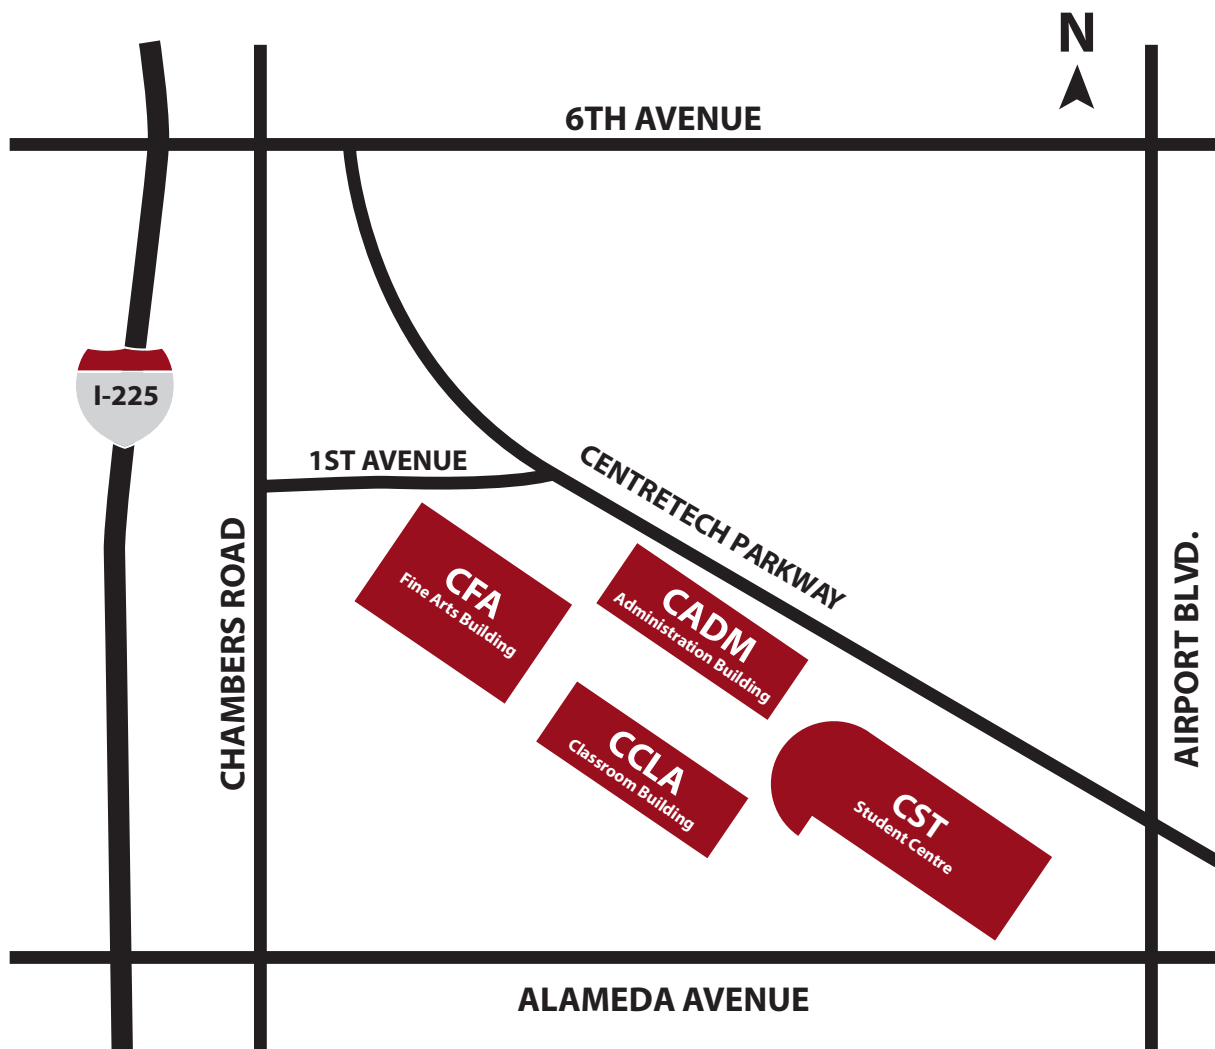 N
6TH AVENUE
I-225
1ST AVENUE
CENTRETECH PARKWAY
CHAMBERS ROAD
AIRPORT BLVD.
CFA
Fine Arts Building
CADM
Administration Building
CCLA
Classroom Building
CST
Student Centre
ALAMEDA AVENUE